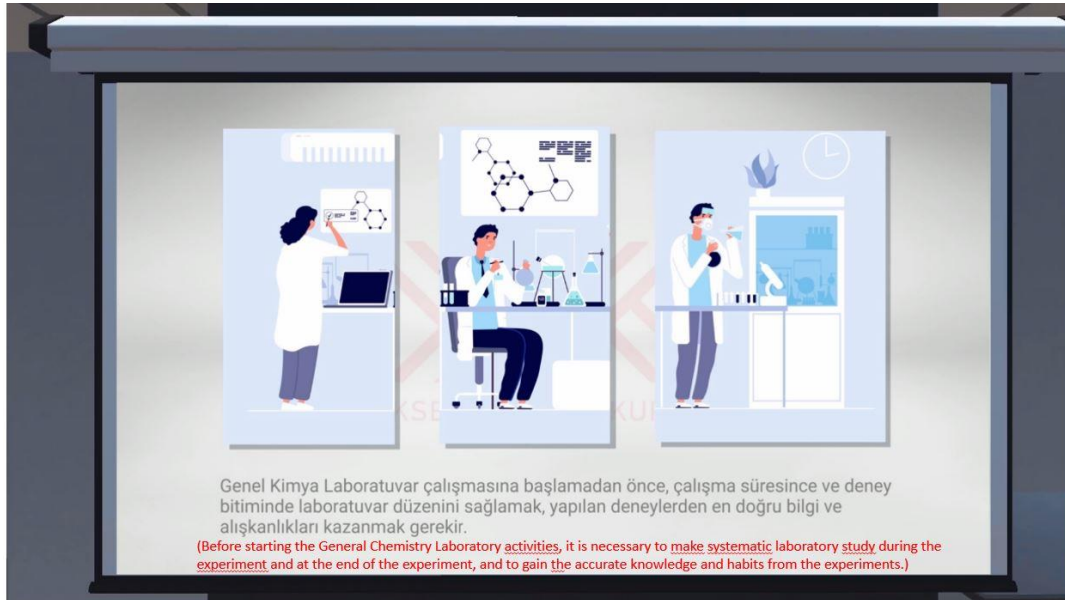 Genel Kimya Laboratuvar çalışmasına başlamadan önce, çalışma süresince ve deney
bitiminde laboratuvar düzenini sağlamak, yapılan deneylerden en doğru bilgi ve
alışkanlıkları kazanmak gerekir.
(Before starting the General Chemistry Laboratory activities, it is necessary to make systematic laboratory study during the
experiment and at the end of the experiment, and to gain the accurate knowledge and habits from the experiments.)